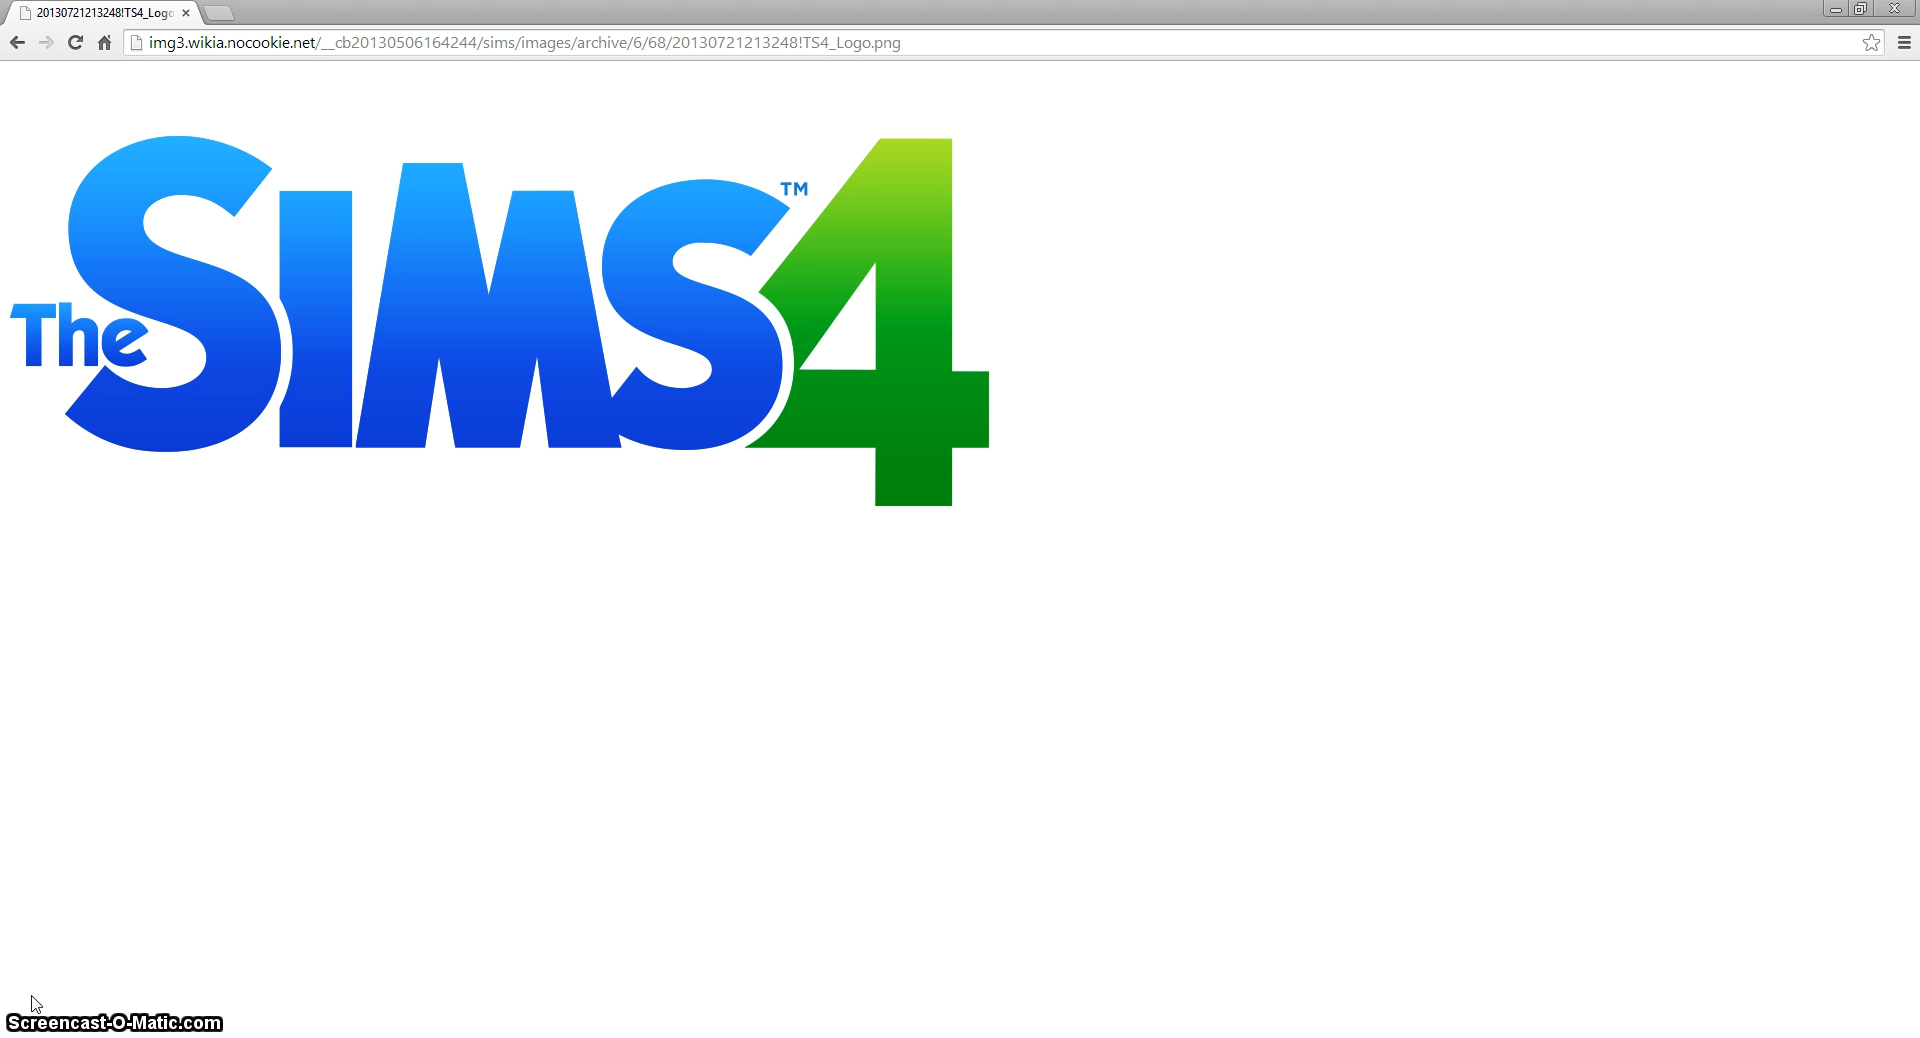 20130721213248!TS4_Logo
img3.wikia.nocookie.net/__cb20130506164244/sims/images/archive/6/68/20130721213248!TS4_Logo.png
The SIMS 4 ™
Screencast-O-Matic.com